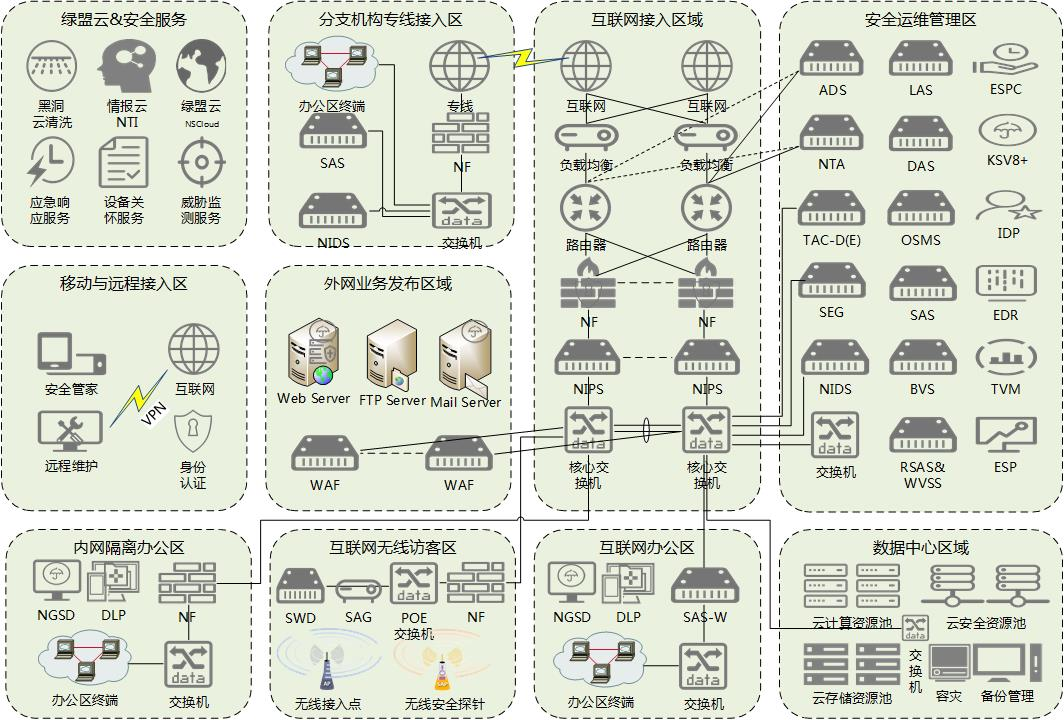 绿盟云&安全服务
黑洞
云清洗
情报云
NTI
绿盟云
NSCloud
应急响
应服务
设备关
怀服务
威胁监
测服务
分支机构专线接入区
办公区终端
专线
SAS
NF
NIDS
交换机
互联网接入区域
互联网
互联网
负载均衡
负载均衡
路由器
路由器
NF
NF
NIPS
NIPS
data
data
核心交
换机
核心交
换机
安全运维管理区
ADS
LAS
ESPC
NTA
DAS
KSV8+
TAC-D(E)
OSMS
IDP
SEG
SAS
EDR
NIDS
BVS
TVM
data
交换机
RSAS&
WVSS
ESP
移动与远程接入区
安全管家
互联网
VPN
远程维护
身份
认证
外网业务发布区域
Web Server
FTP Server
Mail Server
WAF
WAF
内网隔离办公区
NGSD
DLP
NF
办公区终端
data
交换机
互联网无线访客区
SWD
SAG
data
POE
交换机
NF
AP
无线接入点
无线安全探针
互联网办公区
NGSD
DLP
SAS-W
办公区终端
data
交换机
数据中心区域
云计算资源池
云安全资源池
data
交
换
机
云存储资源池
容灾
备份管理
data